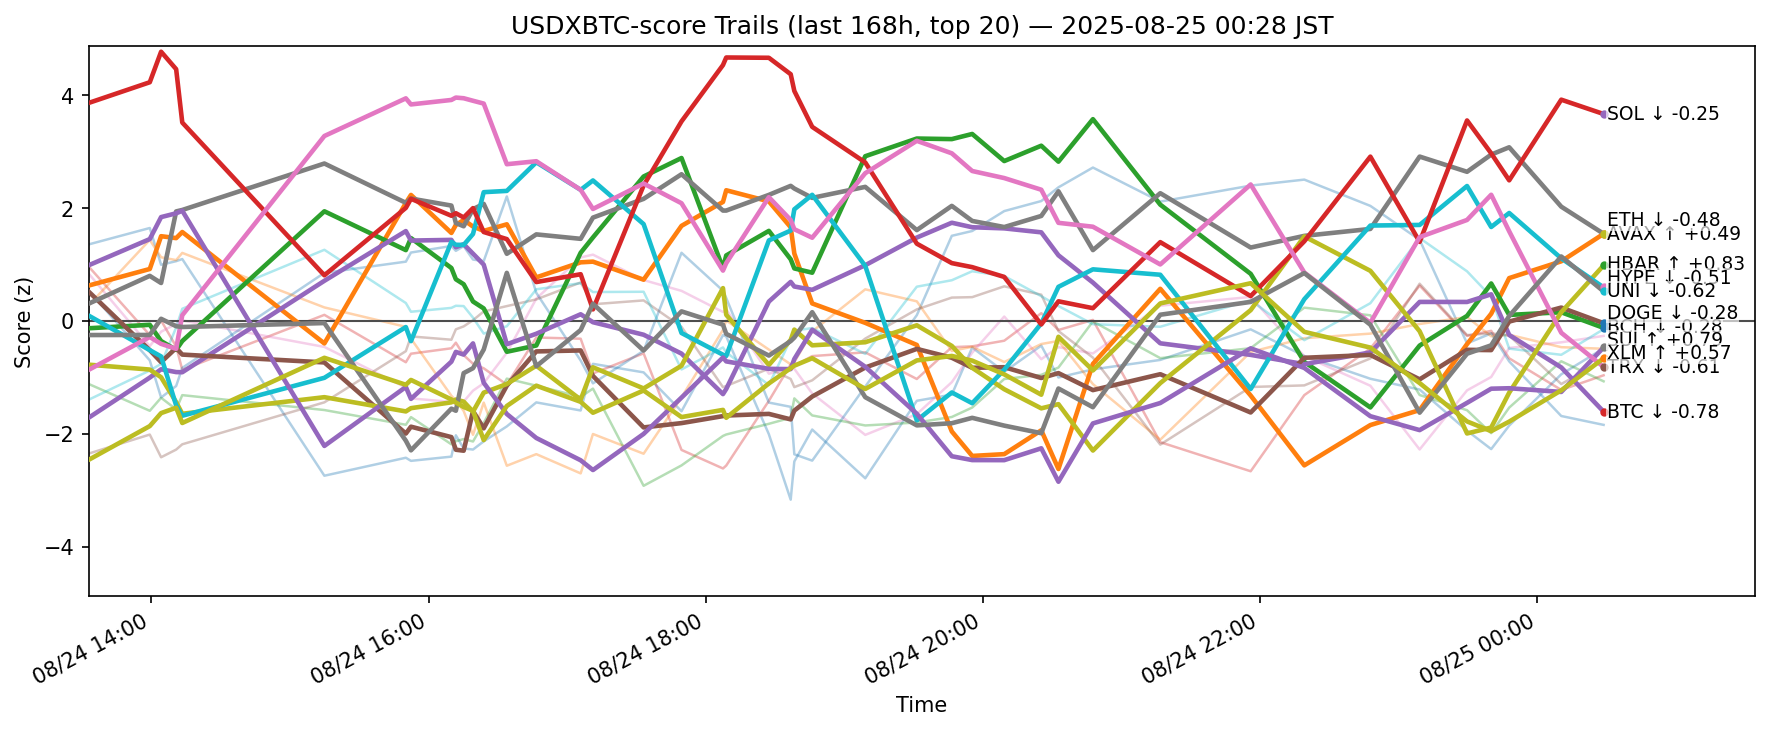 USDXBTC-score Trails (last 168h, top 20) — 2025-08-25 00:28 JST
Score (z)
4
2
0
−2
−4
SOL ↓ -0.25
ETH ↓ -0.48
AVAX ↑ +0.49
HBAR ↑ +0.83
HYPE ↓ -0.51
UNI ↓ -0.62
DOGE ↓ -0.28
BCH ↓ -0.28
SUI ↑ +0.79
XLM ↑ +0.57
TRX ↓ -0.61
BTC ↓ -0.78
08/24 14:00
08/24 16:00
08/24 18:00
08/24 20:00
08/24 22:00
08/25 00:00
Time